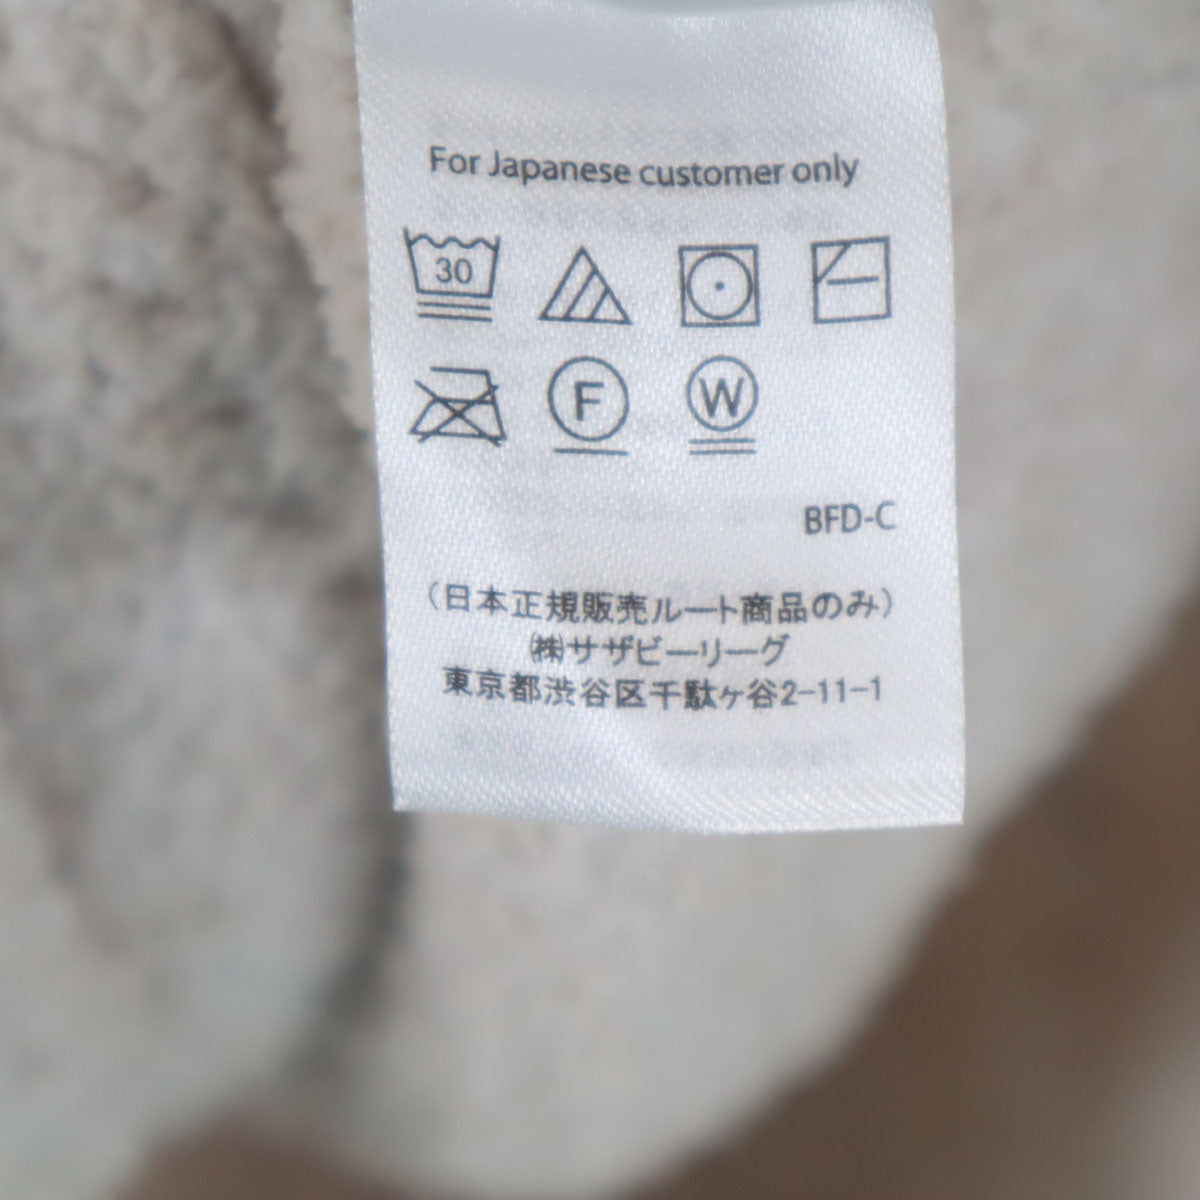 For Japanese customer only
30
F W
BFD-C
(日本正規販売ルート商品のみ)
㈱サザビーリーグ
東京都渋谷区千駄ヶ谷2-11-1